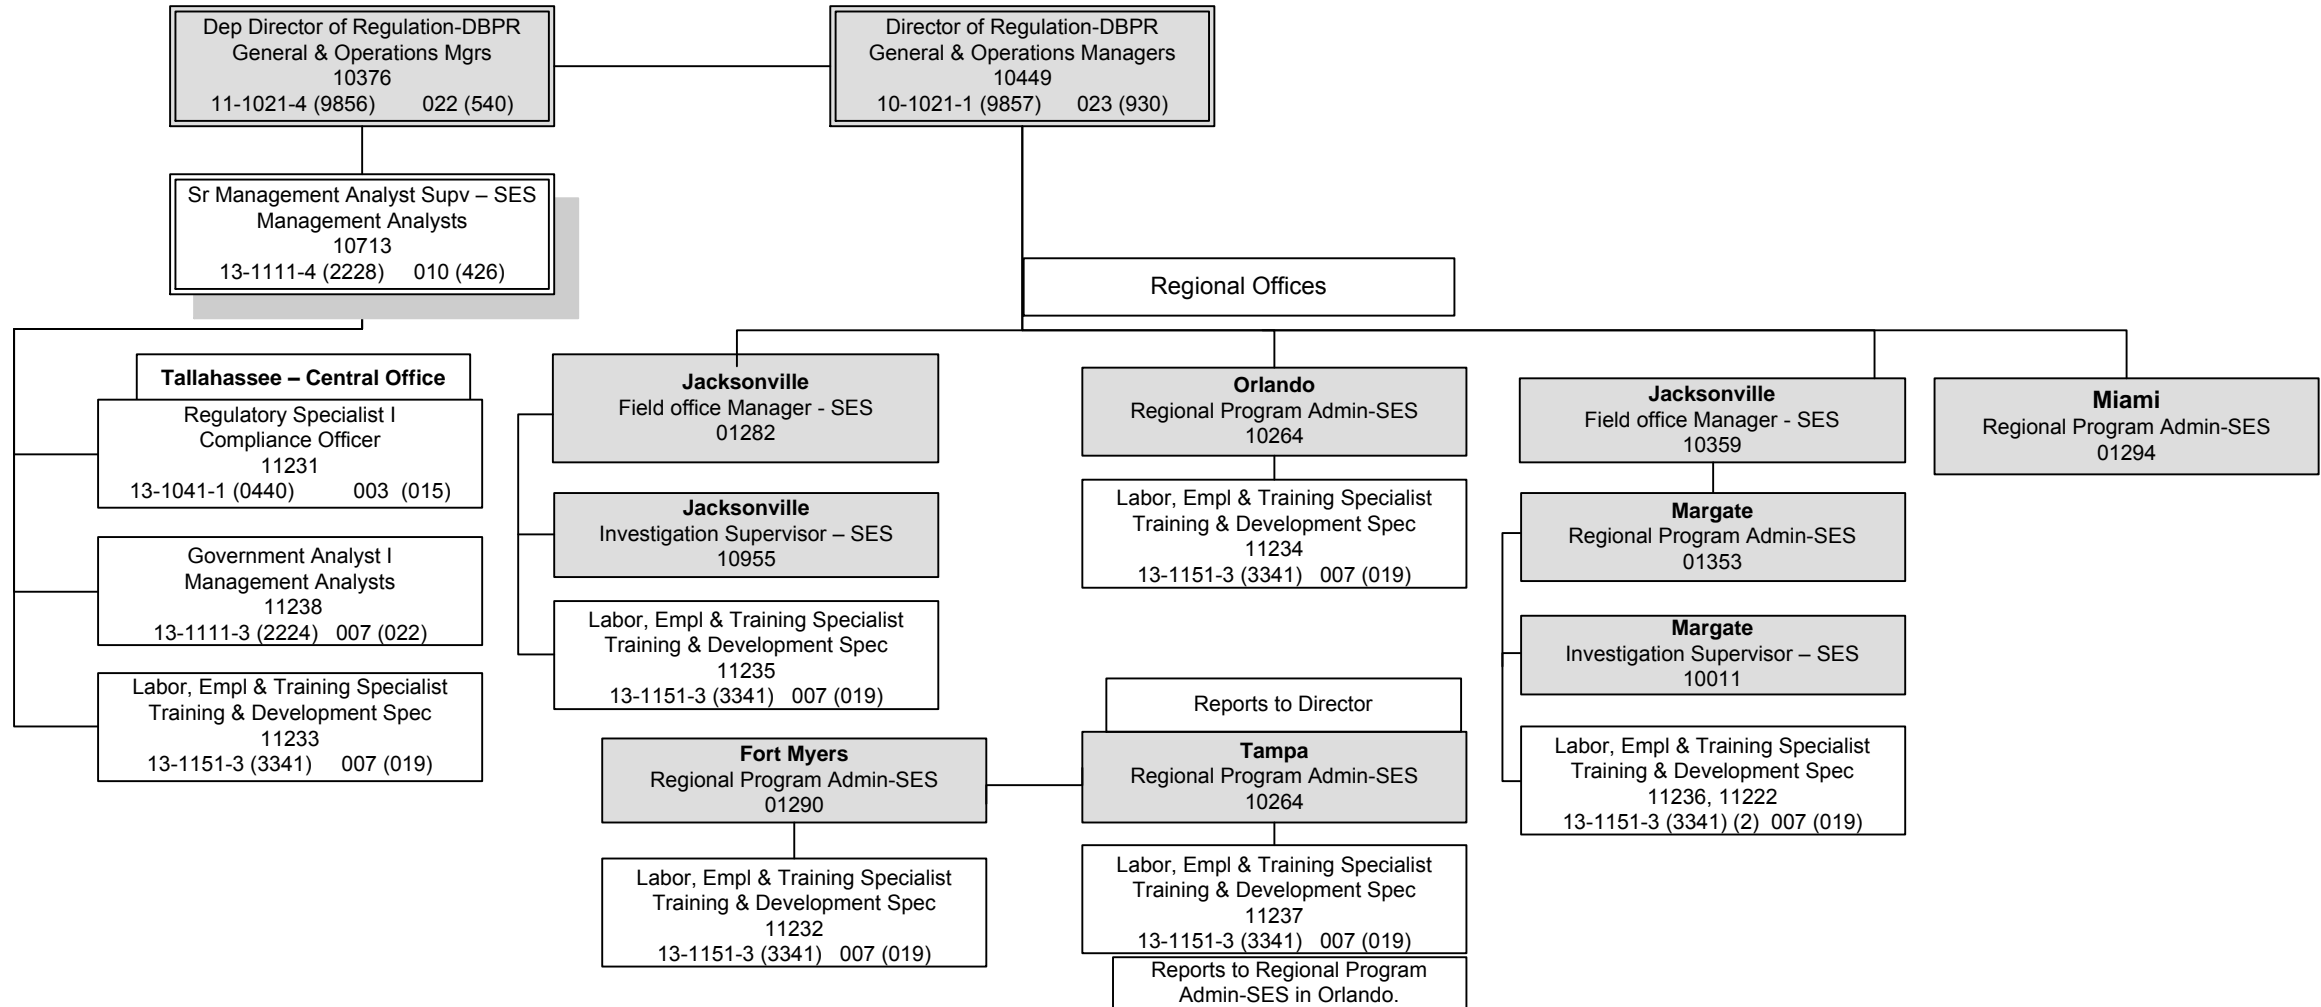 Dep Director of Regulation-DBPR
General & Operations Mgrs
10376
11-1021-4 (9856) 022 (540)
Director of Regulation-DBPR
General & Operations Managers
10449
10-1021-1 (9857) 023 (930)
Sr Management Analyst Supv – SES
Management Analysts
10713
13-1111-4 (2228) 010 (426)
Regional Offices
Tallahassee – Central Office
Regulatory Specialist I
Compliance Officer
11231
13-1041-1 (0440) 003 (015)
Government Analyst I
Management Analysts
11238
13-1111-3 (2224) 007 (022)
Labor, Empl & Training Specialist
Training & Development Spec
11233
13-1151-3 (3341) 007 (019)
Jacksonville
Field office Manager - SES
01282
Jacksonville
Investigation Supervisor – SES
10955
Labor, Empl & Training Specialist
Training & Development Spec
11235
13-1151-3 (3341) 007 (019)
Orlando
Regional Program Admin-SES
10264
Labor, Empl & Training Specialist
Training & Development Spec
11234
13-1151-3 (3341) 007 (019)
Jacksonville
Field office Manager - SES
10359
Margate
Regional Program Admin-SES
01353
Margate
Investigation Supervisor – SES
10011
Labor, Empl & Training Specialist
Training & Development Spec
11236, 11222
13-1151-3 (3341) (2) 007 (019)
Miami
Regional Program Admin-SES
01294
Fort Myers
Regional Program Admin-SES
01290
Labor, Empl & Training Specialist
Training & Development Spec
11232
13-1151-3 (3341) 007 (019)
Reports to Director
Tampa
Regional Program Admin-SES
10264
Labor, Empl & Training Specialist
Training & Development Spec
11237
13-1151-3 (3341) 007 (019)
Reports to Regional Program
Admin-SES in Orlando.